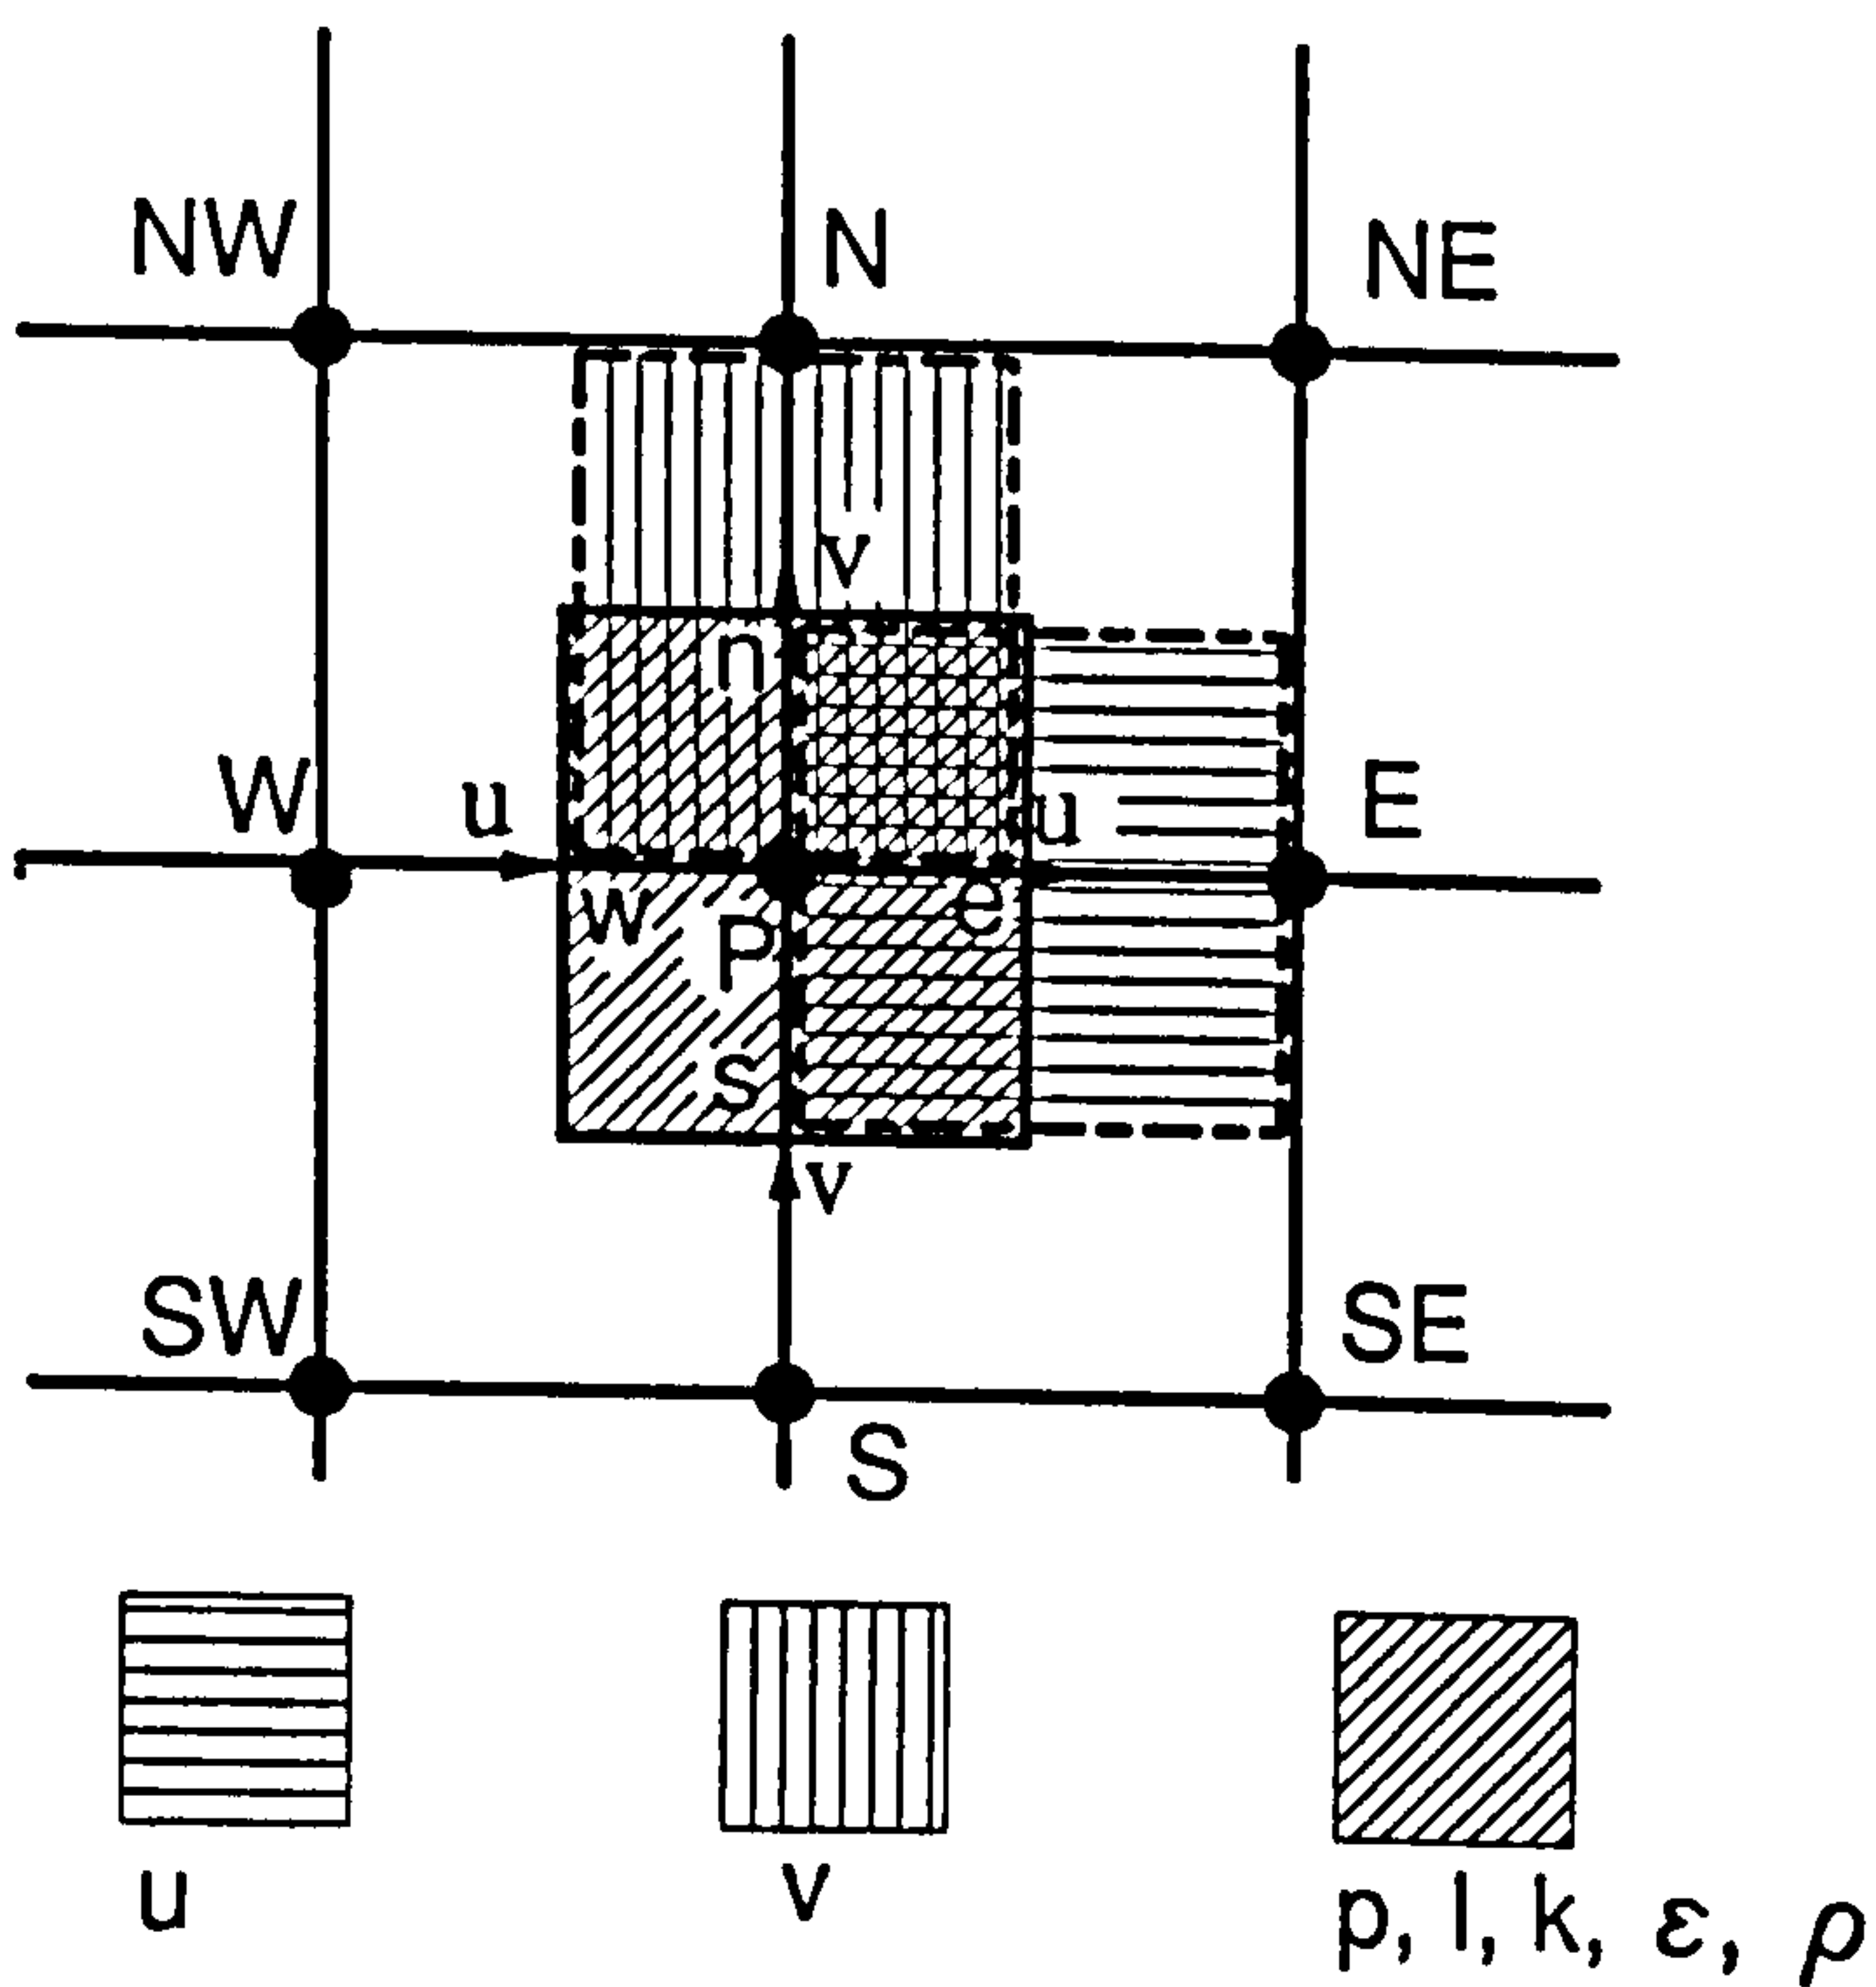 NW N NE
v
n
W u u E
w e
P
s
v
SW SE
S
u v p, l, k, ε, ρ